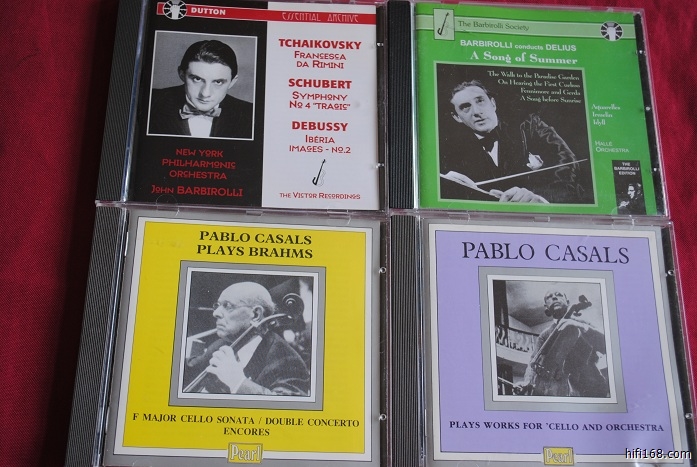 DUTTON
ESSENTIAL ARCHIVE
TCHAIKOVSKY
FRANCESCA
DA RIMINI
SCHUBERT
SYMPHONY
NO 4 "TRAGIC"
DEBUSSY
IBERIA
IMAGES - NO.2
NEW YORK
PHILHARMONIC
ORCHESTRA
JOHN BARBIROLLI
THE VICTOR RECORDINGS
The Barbirolli Society
BARBIROLLI conducts DELIUS
A Song of Summer
The Walk to the Paradise Garden
On Hearing the First Cuckoo
Fennimore and Gerda
A Song before Sunrise
Aquarelles
Irmelin
Idyll
HALLÉ
ORCHESTRA
THE
BARBIROLLI
EDITION
PABLO CASALS
PLAYS BRAHMS
F MAJOR CELLO SONATA / DOUBLE CONCERTO
ENCORES
Pearl
PABLO CASALS
PLAYS WORKS FOR 'CELLO AND ORCHESTRA
Pearl
hifi168.com